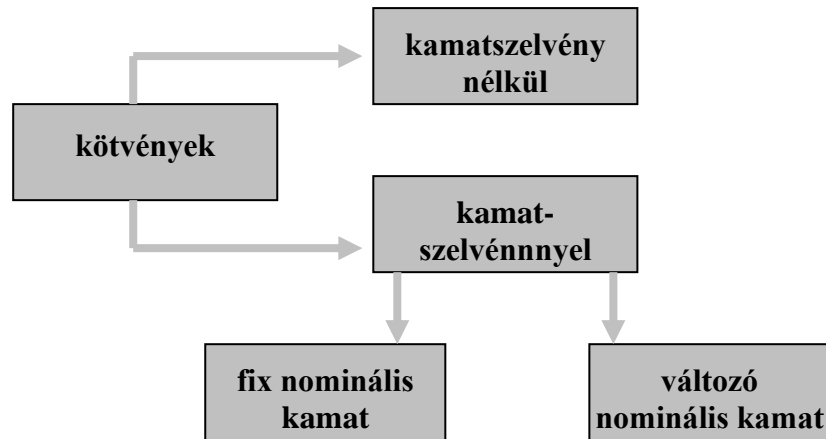 kamatszelvény
nélkül
kötvények
kamat-
szelvénnnyel
fix nominális
kamat
változó
nominális kamat